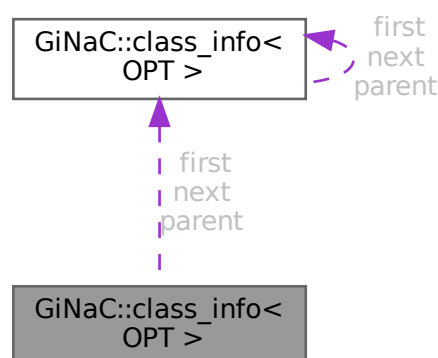 GiNaC::class_info<
OPT >
first
next
parent
first
next
parent
GiNaC::class_info<
OPT >